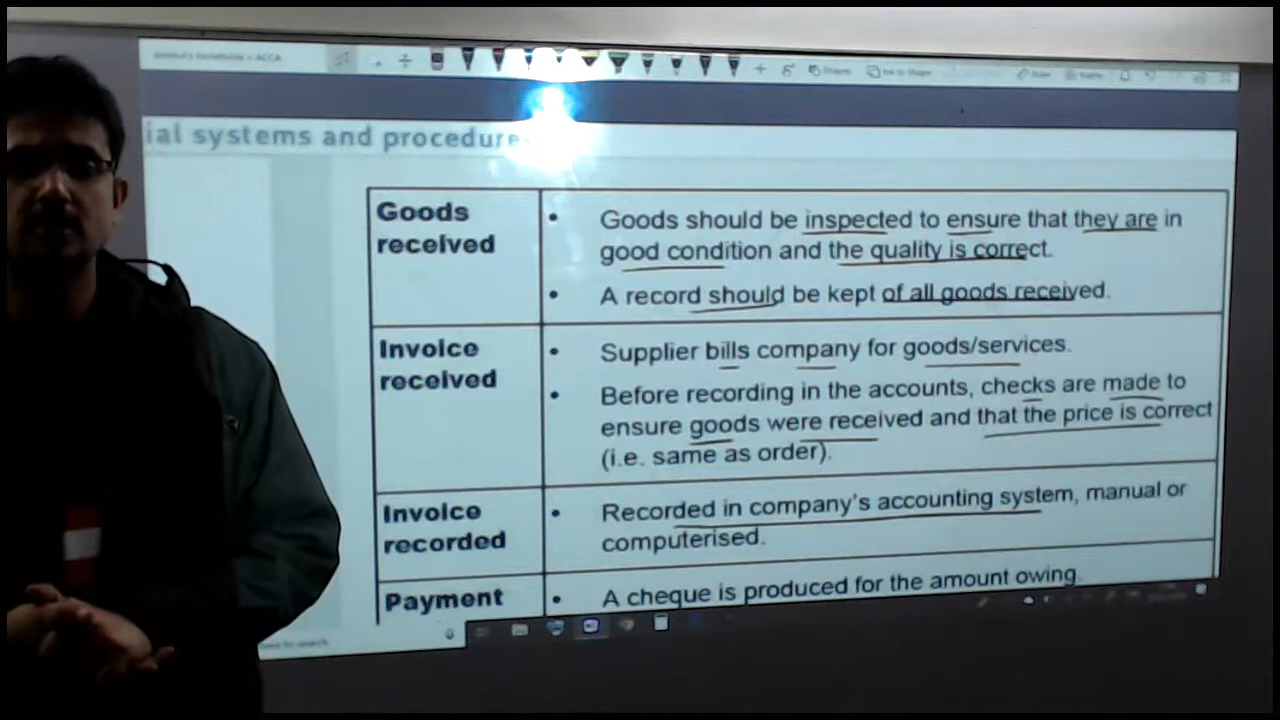 ACCA
ial systems and procedure
Goods received
• Goods should be inspected to ensure that they are in
good condition and the quality is correct.
• A record should be kept of all goods received.
Invoice received
• Supplier bills company for goods/services.
• Before recording in the accounts, checks are made to
ensure goods were received and that the price is correct
(i.e. same as order).
Invoice recorded
• Recorded in company's accounting system, manual or
computerised.
Payment
• A cheque is produced for the amount owing.